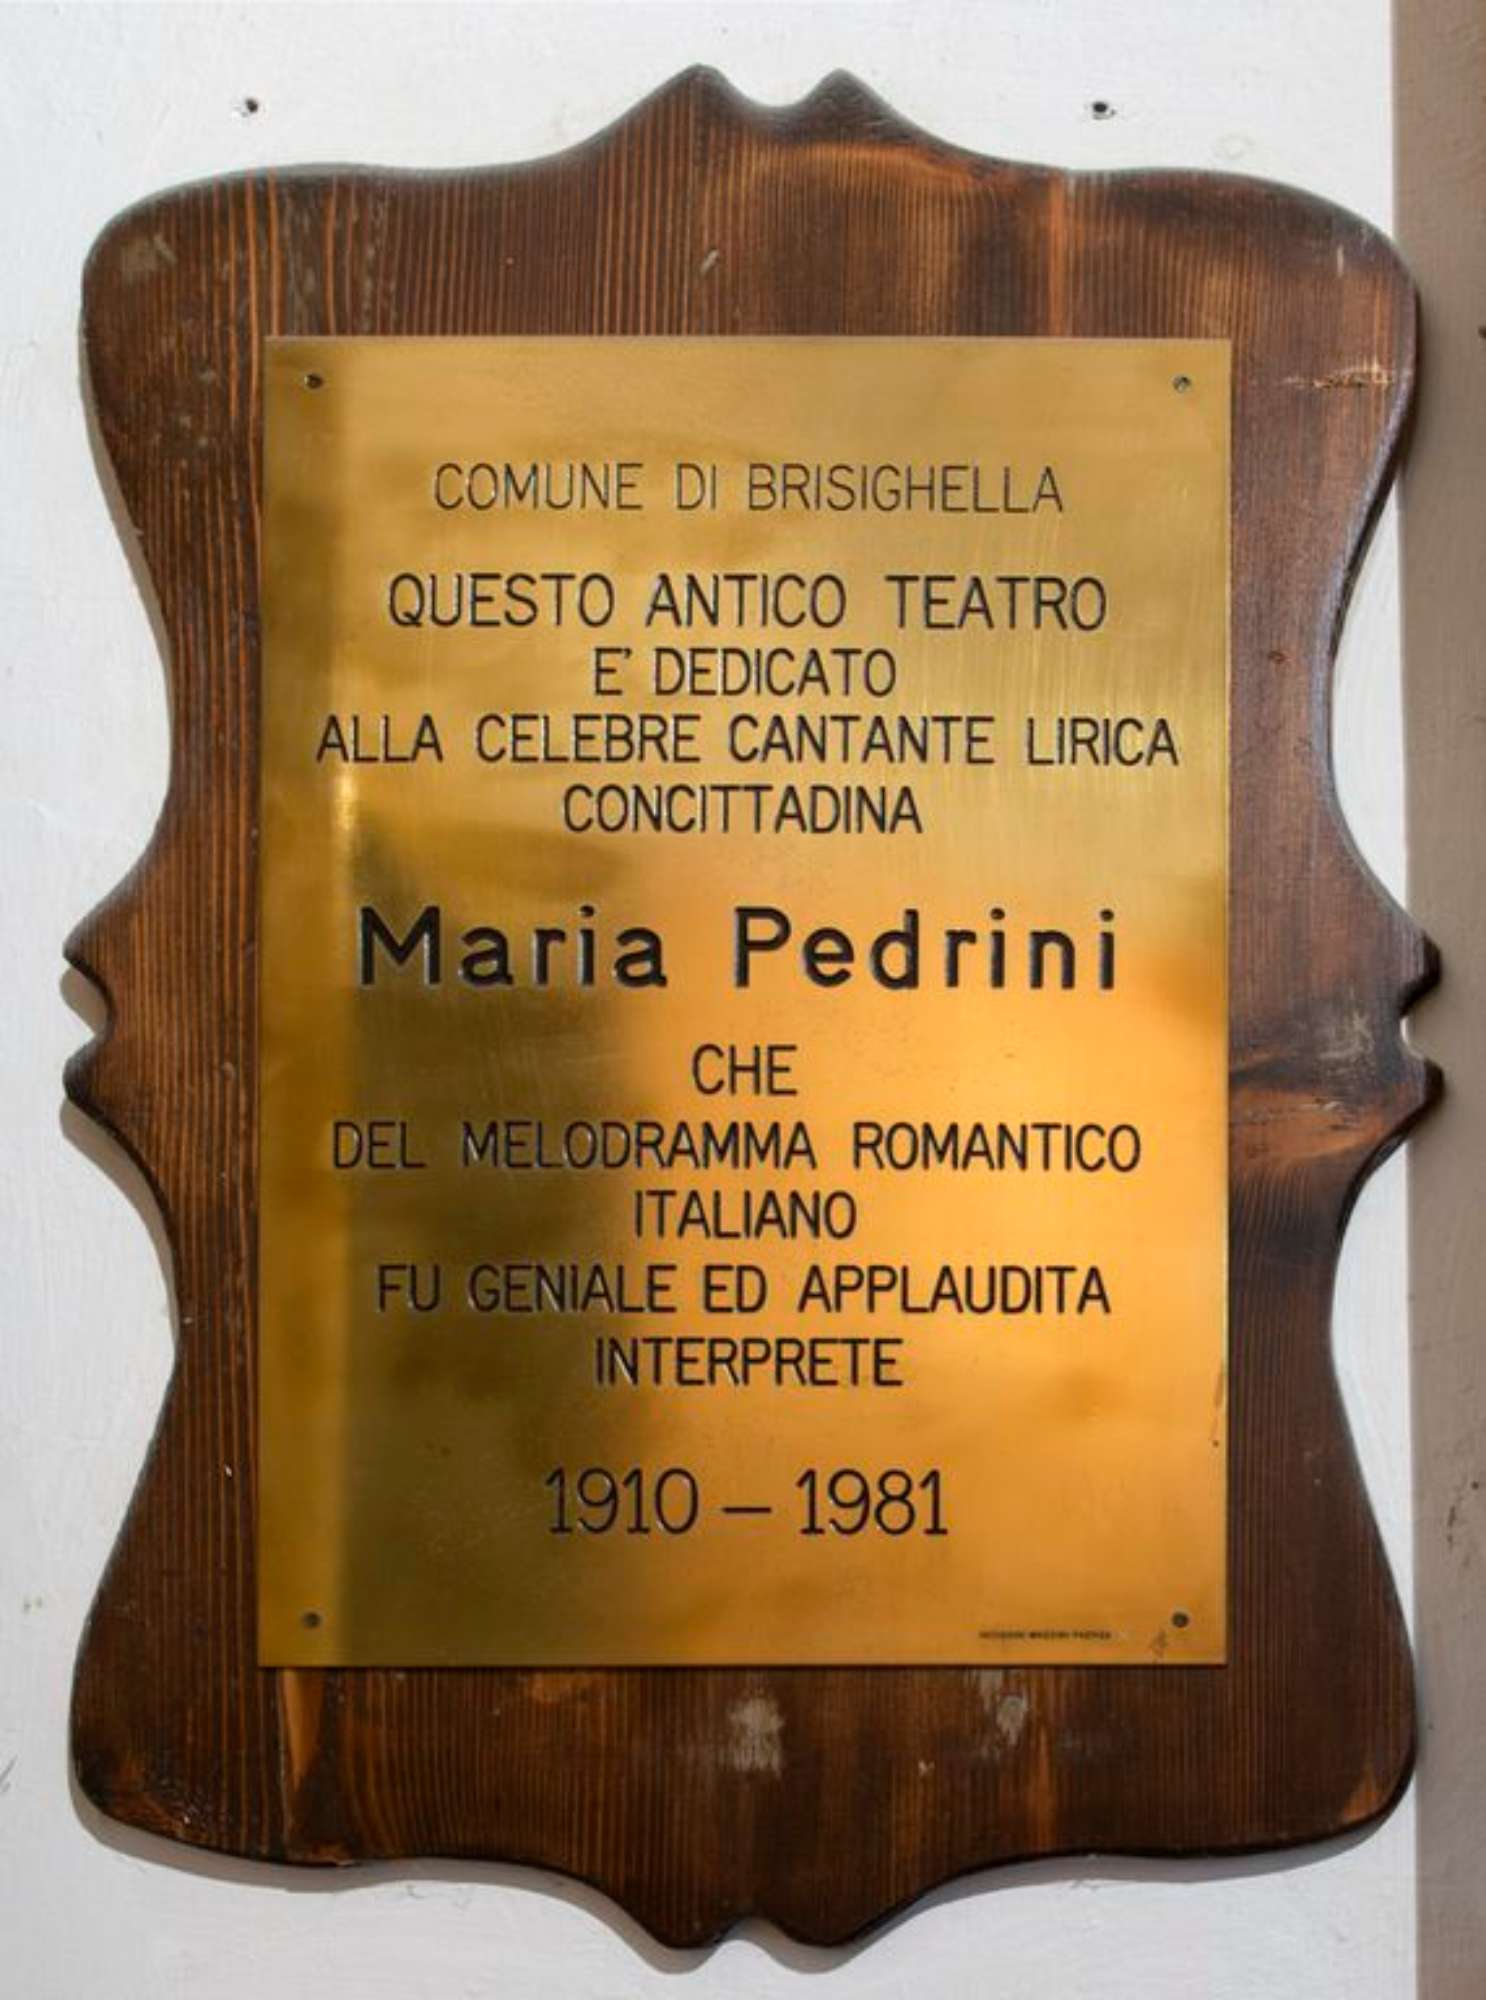 COMUNE DI BRISIGHELLA
QUESTO ANTICO TEATRO
E' DEDICATO
ALLA CELEBRE CANTANTE LIRICA
CONCITTADINA
Maria Pedrini
CHE
DEL MELODRAMMA ROMANTICO
ITALIANO
FU GENIALE ED APPLAUDITA
INTERPRETE
1910 – 1981